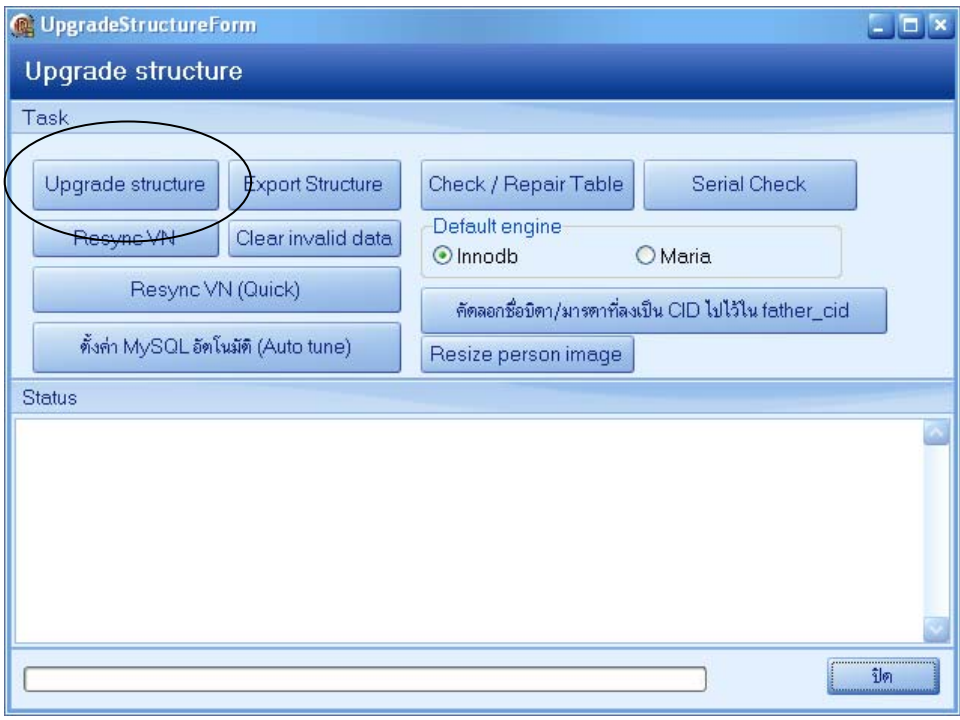 UpgradeStructureForm
Upgrade structure
Task
Upgrade structure
Export Structure
Check / Repair Table
Serial Check
Resync VN
Clear invalid data
Default engine
Innodb
Maria
Resync VN (Quick)
คัดลอกชื่อบิดา/มารดาที่ลงเป็น CID ไปไว้ใน father_cid
ตั้งค่า MySQL อัตโนมัติ (Auto tune)
Resize person image
Status
ปิด